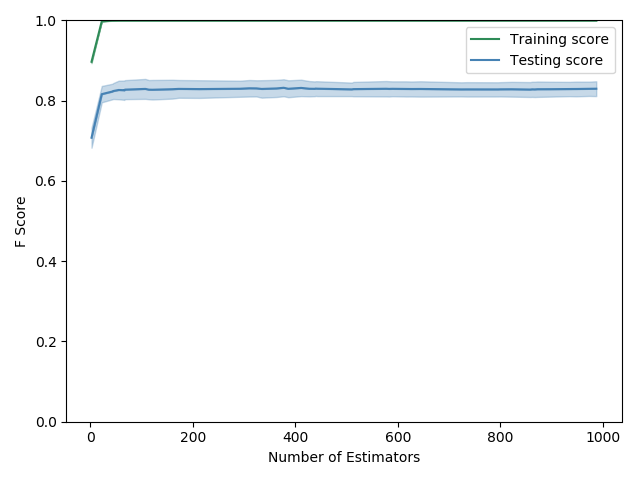 1.0
0.8
0.6
0.4
0.2
0.0
F Score
Training score
Testing score
0 200 400 600 800 1000
Number of Estimators